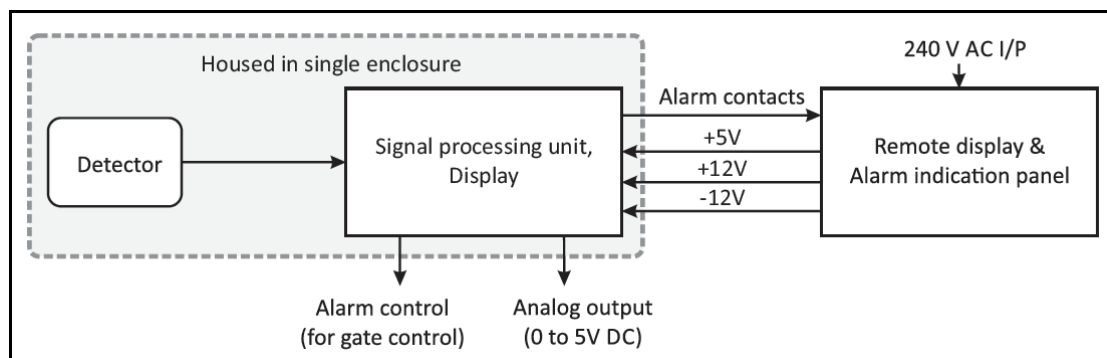 240 V AC I/P
Housed in single enclosure
Detector
Signal processing unit,
Display
Alarm contacts
+5V
+12V
-12V
Remote display &
Alarm indication panel
Alarm control
(for gate control)
Analog output
(0 to 5V DC)